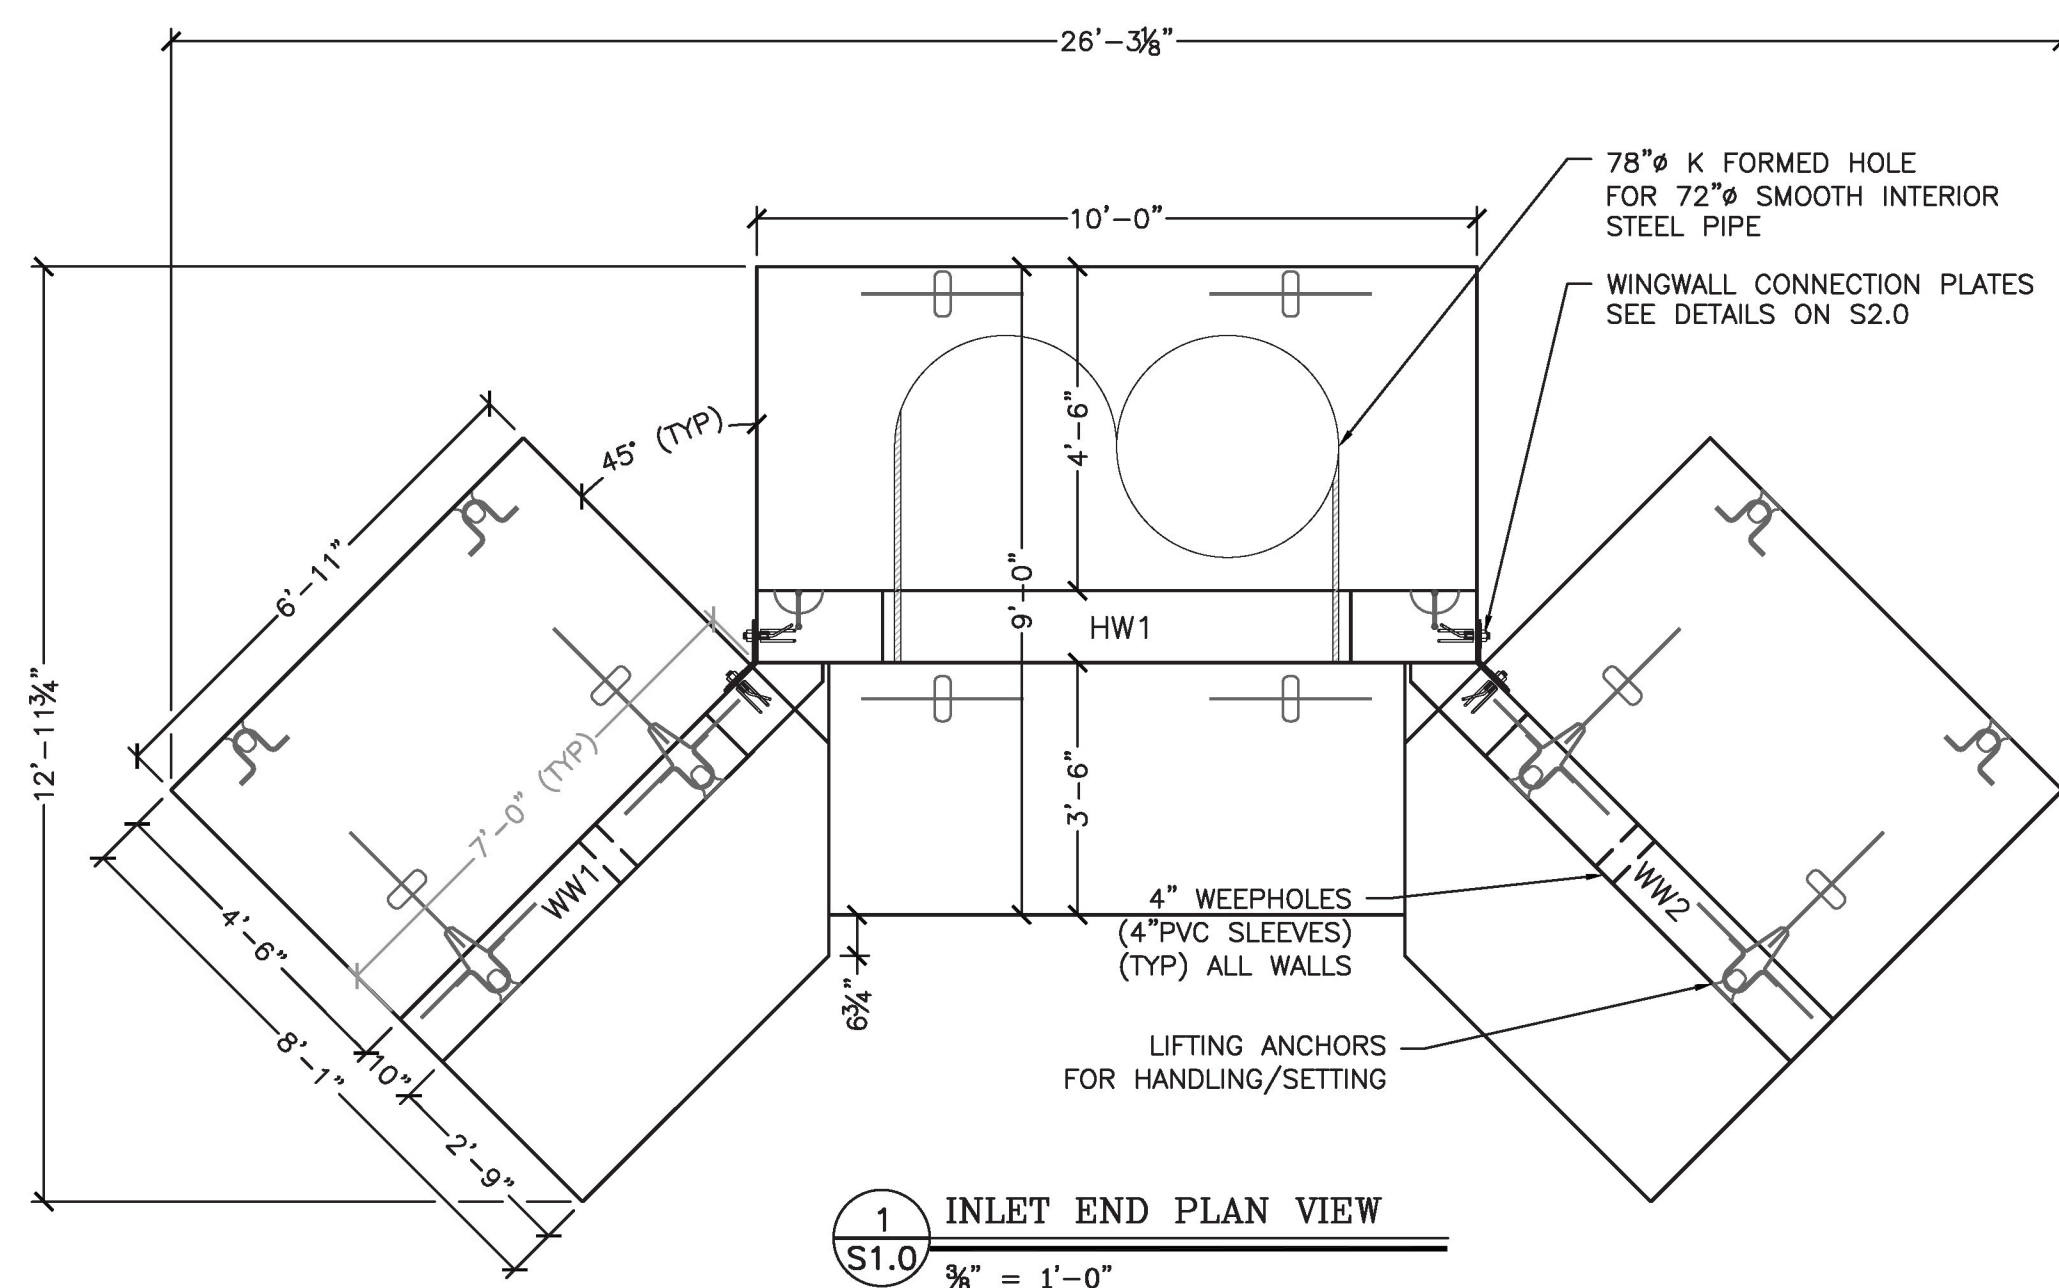 26'-3⅛"
10'-0"
78"ø K FORMED HOLE
FOR 72"ø SMOOTH INTERIOR
STEEL PIPE
WINGWALL CONNECTION PLATES
SEE DETAILS ON S2.0
45° (TYP)
4'-6"
9'-0"
6'-11"
HW1
12'-11¾"
7'-0" (TYP)
3'-6"
WW1
WW2
4" WEEPHOLES
(4"PVC SLEEVES)
(TYP) ALL WALLS
4'-6"
6¾"
8'-1"
10"
2'-9"
LIFTING ANCHORS
FOR HANDLING/SETTING
1
S1.0
INLET END PLAN VIEW
⅜" = 1'-0"